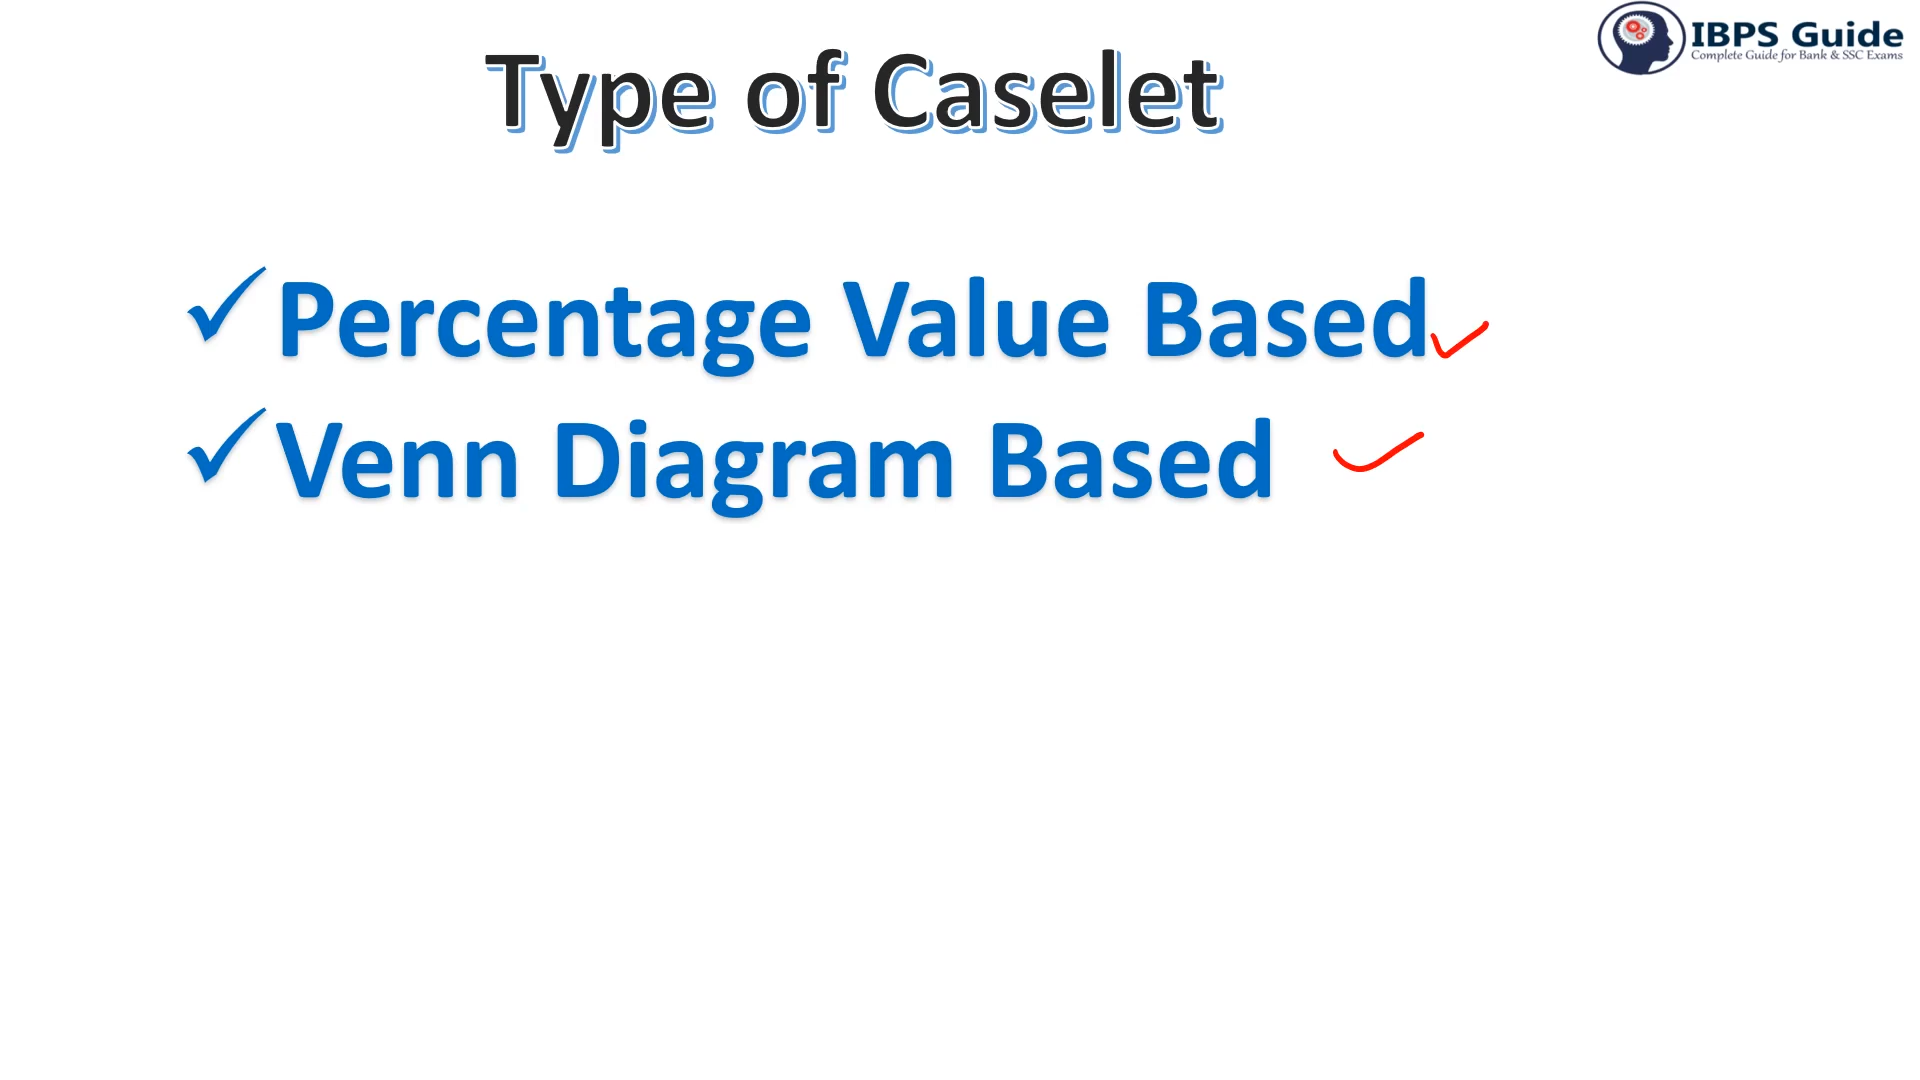 IBPS Guide
Complete Guide for Bank & SSC Exams
Type of Caselet
✓ Percentage Value Based
✓ Venn Diagram Based